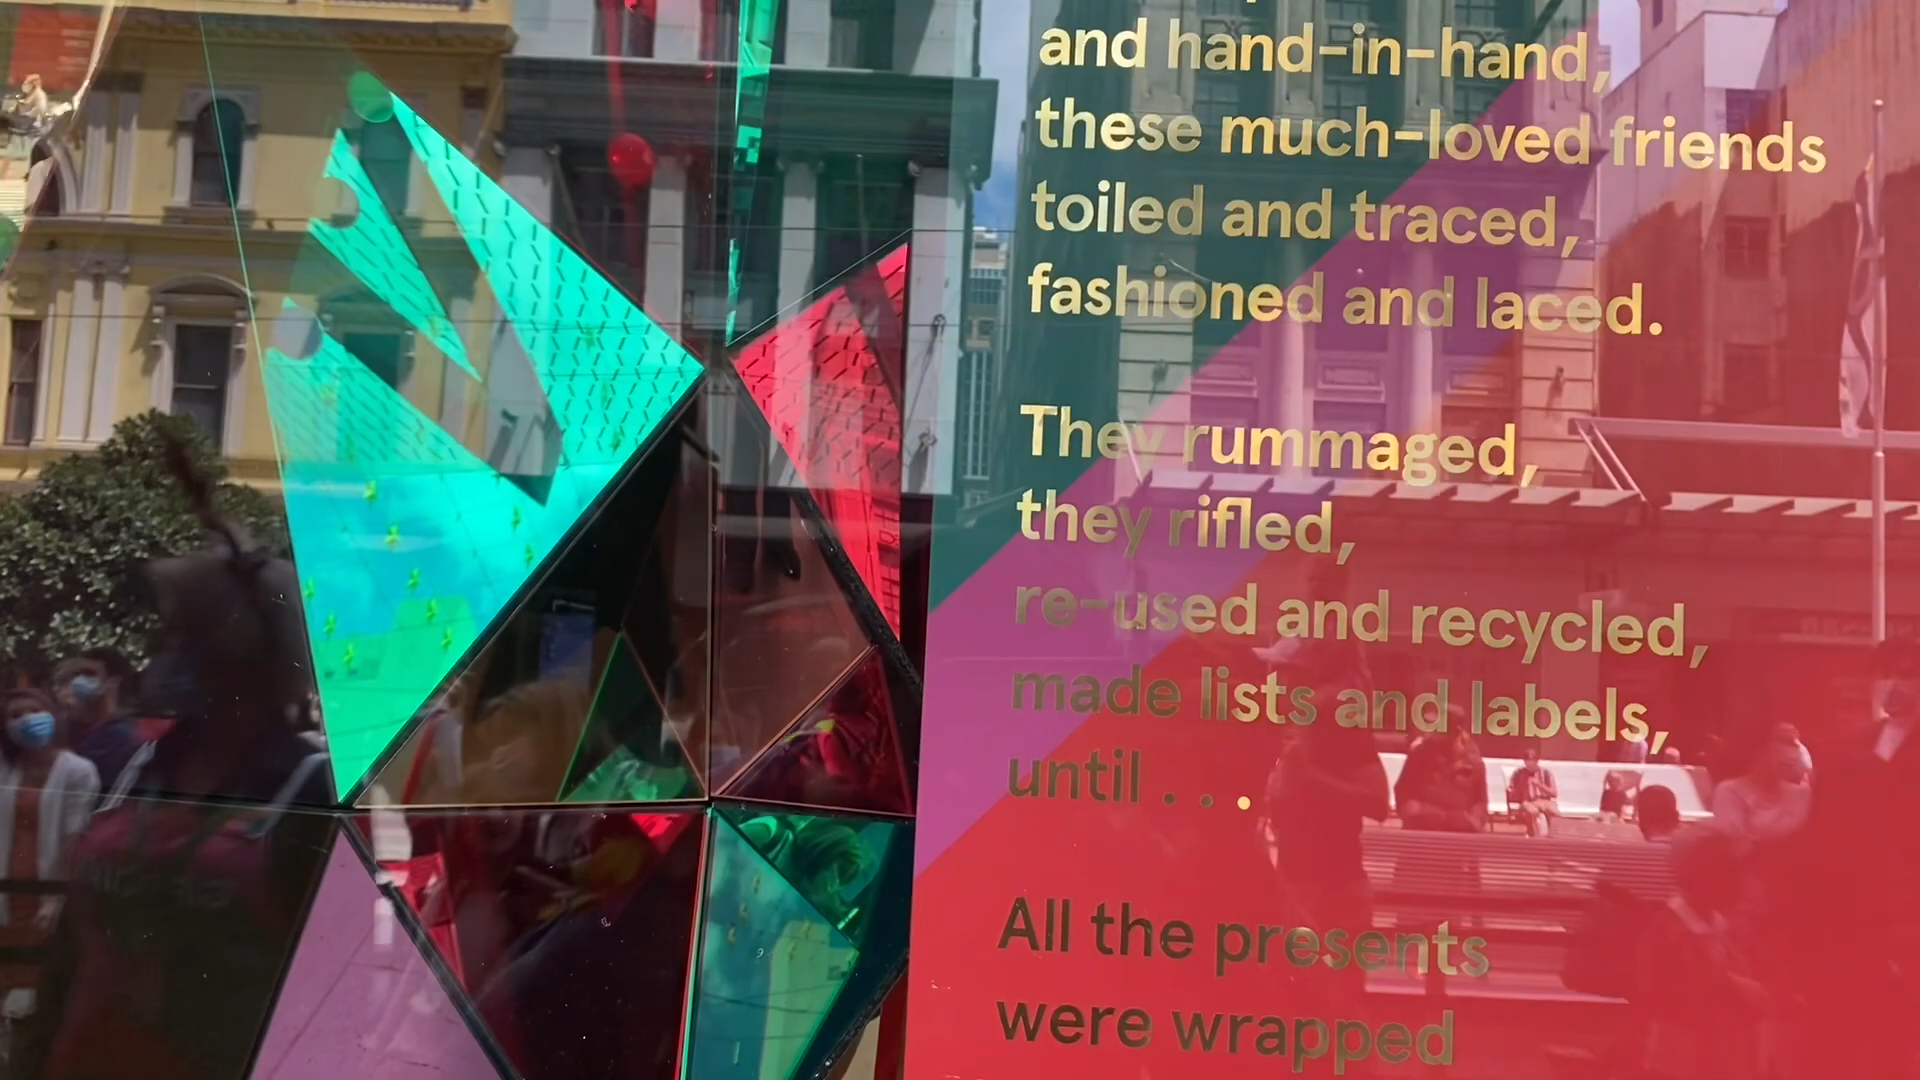 and hand-in-hand,
these much-loved friends
toiled and traced,
fashioned and laced.
They rummaged,
they rifled,
re-used and recycled,
made lists and labels,
until . . .
All the presents
were wrapped